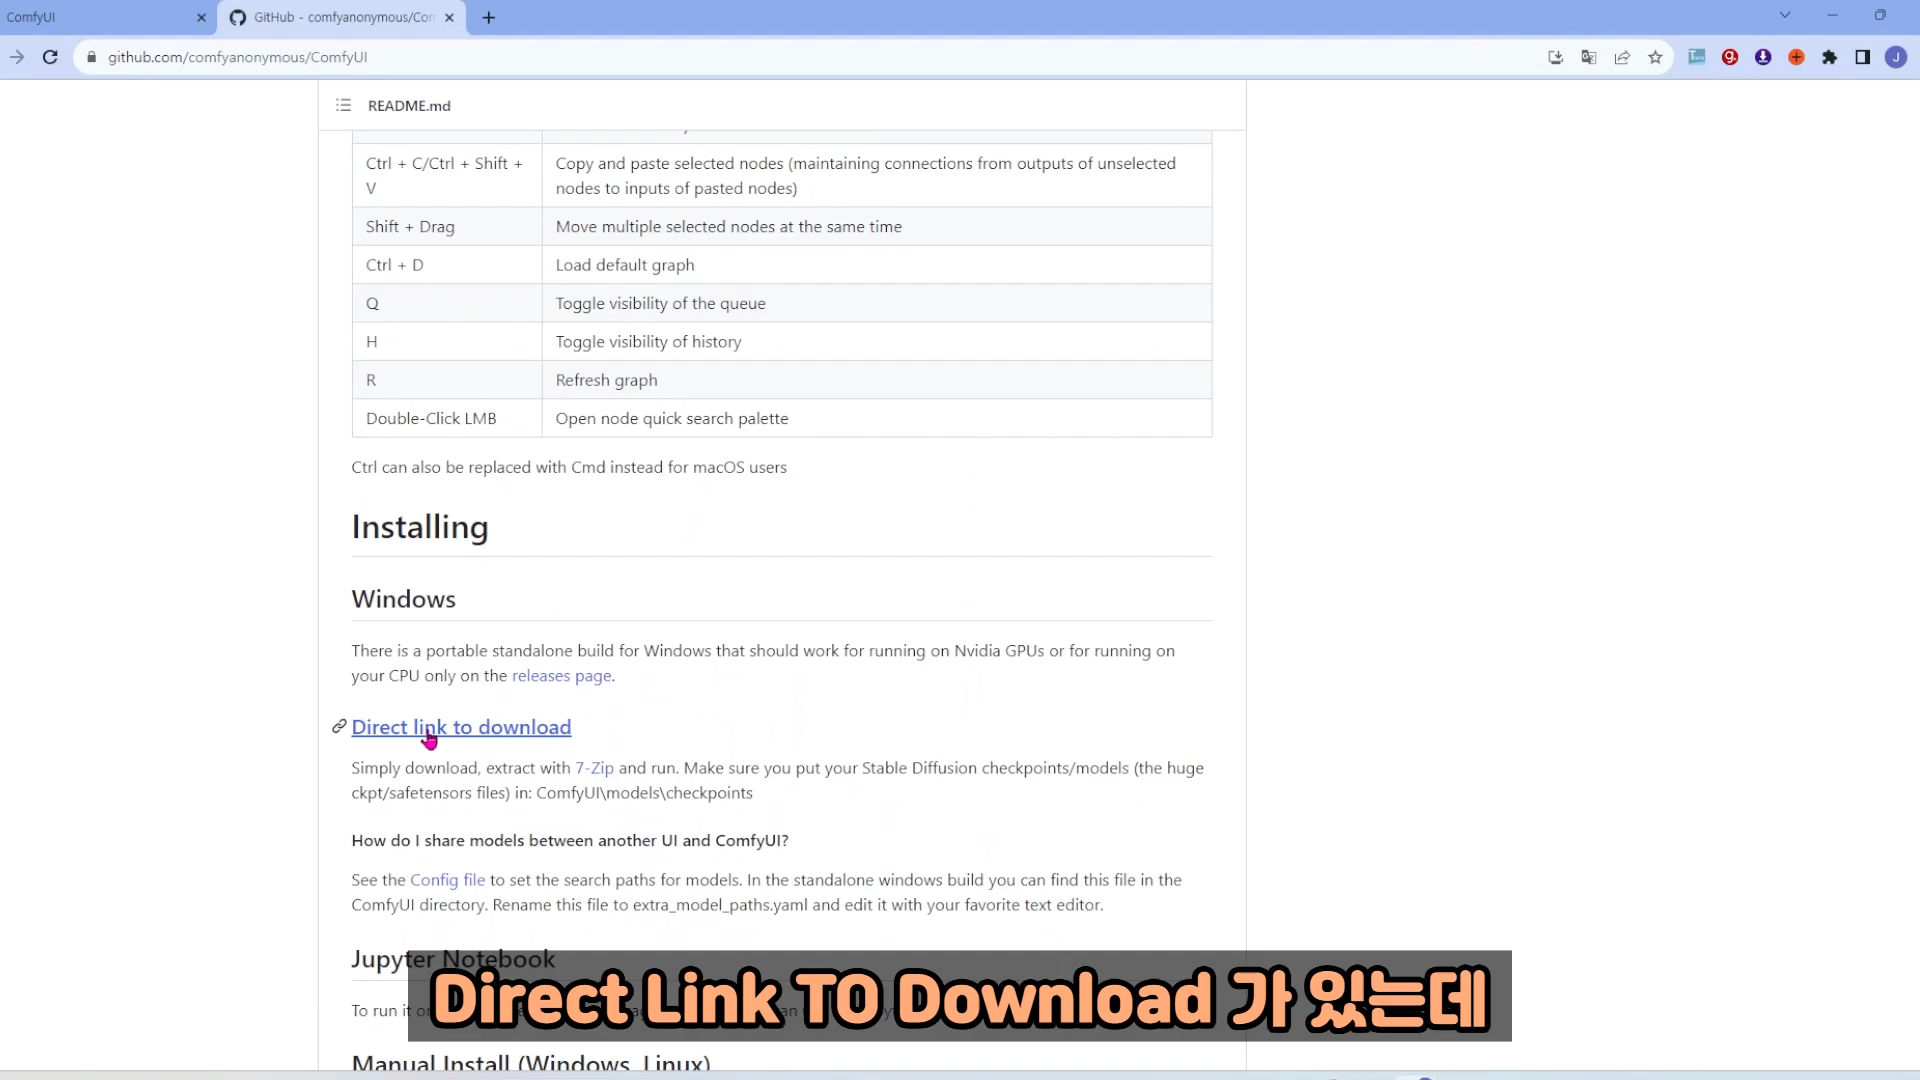 ComfyUI
GitHub - comfyanonymous/Con
github.com/comfyanonymous/ComfyUI
J
README.md
Ctrl + C/Ctrl + Shift +
V
Copy and paste selected nodes (maintaining connections from outputs of unselected
nodes to inputs of pasted nodes)
Shift + Drag
Move multiple selected nodes at the same time
Ctrl + D
Load default graph
Q
Toggle visibility of the queue
H
Toggle visibility of history
R
Refresh graph
Double-Click LMB
Open node quick search palette
Ctrl can also be replaced with Cmd instead for macOS users
Installing
Windows
There is a portable standalone build for Windows that should work for running on Nvidia GPUs or for running on
your CPU only on the releases page.
Direct link to download
Simply download, extract with 7-Zip and run. Make sure you put your Stable Diffusion checkpoints/models (the huge
ckpt/safetensors files) in: ComfyUI\models\checkpoints
How do I share models between another UI and ComfyUI?
See the Config file to set the search paths for models. In the standalone windows build you can find this file in the
ComfyUI directory. Rename this file to extra_model_paths.yaml and edit it with your favorite text editor.
Jupyter Notebook
Direct Link TO Download 가 있는데
To run it
Manual Install (Windows, Linux)